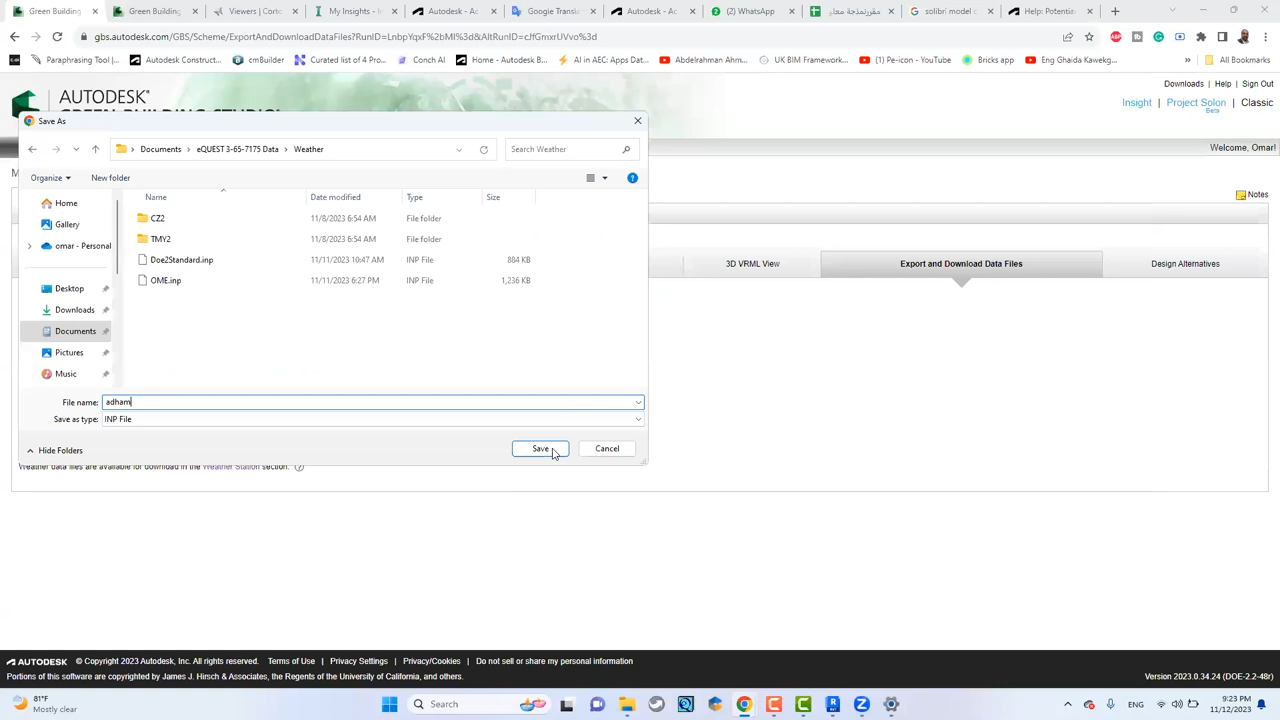 Green Building
Green Building
Viewers | Corto
My Insights - In
Autodesk - Ac
Google Transl
Autodesk - Ac
(2) WhatsApp
solibri model c
Help: Potentia
gbs.autodesk.com/GBS/Scheme/ExportAndDownloadDataFiles?RunID=LnbpYqxF%2bMI%3d&AltRunID=cJfGmxrUVvo%3d
Paraphrasing Tool |
Autodesk Construct...
cmBuilder
Curated list of 4 Pro...
Conch AI
Home - Autodesk B...
AI in AEC: Apps Dat...
Abdelrahman Ahm...
UK BIM Framework...
(7) Pe-icon - YouTube
Bricks app
Eng Ghaida Kawekg...
» All Bookmarks
AUTODESK®
GREEN BUILDING STUDIO®
Downloads | Help | Sign Out
Insight | Project Solon | Classic
Beta
Welcome, Omar!
Notes
3D VRML View
Export and Download Data Files
Design Alternatives
Save As
Documents > eQUEST 3-65-7175 Data > Weather
Search Weather
Organize
New folder
Home
Gallery
omar - Personal
Desktop
Downloads
Documents
Pictures
Music
Name
Date modified
Type
Size
CZ2 11/8/2023 6:54 AM File folder
TMY2 11/8/2023 6:54 AM File folder
Doe2Standard.inp 11/11/2023 10:47 AM INP File 884 KB
OME.inp 11/11/2023 6:27 PM INP File 1,236 KB
File name: adham
Save as type: INP File
Hide Folders
Save
Cancel
Weather data files are available for download in the Weather Station section.
AUTODESK © Copyright 2023 Autodesk, Inc. All rights reserved. Terms of Use | Privacy Settings | Privacy/Cookies | Do not sell or share my personal information
Portions of this software are copyrighted by James J. Hirsch & Associates, the Regents of the University of California, and others.
Version 2023.0.34.24 (DOE-2.2-48r)
81°F
Mostly clear
Search
ENG
9:23 PM
11/12/2023